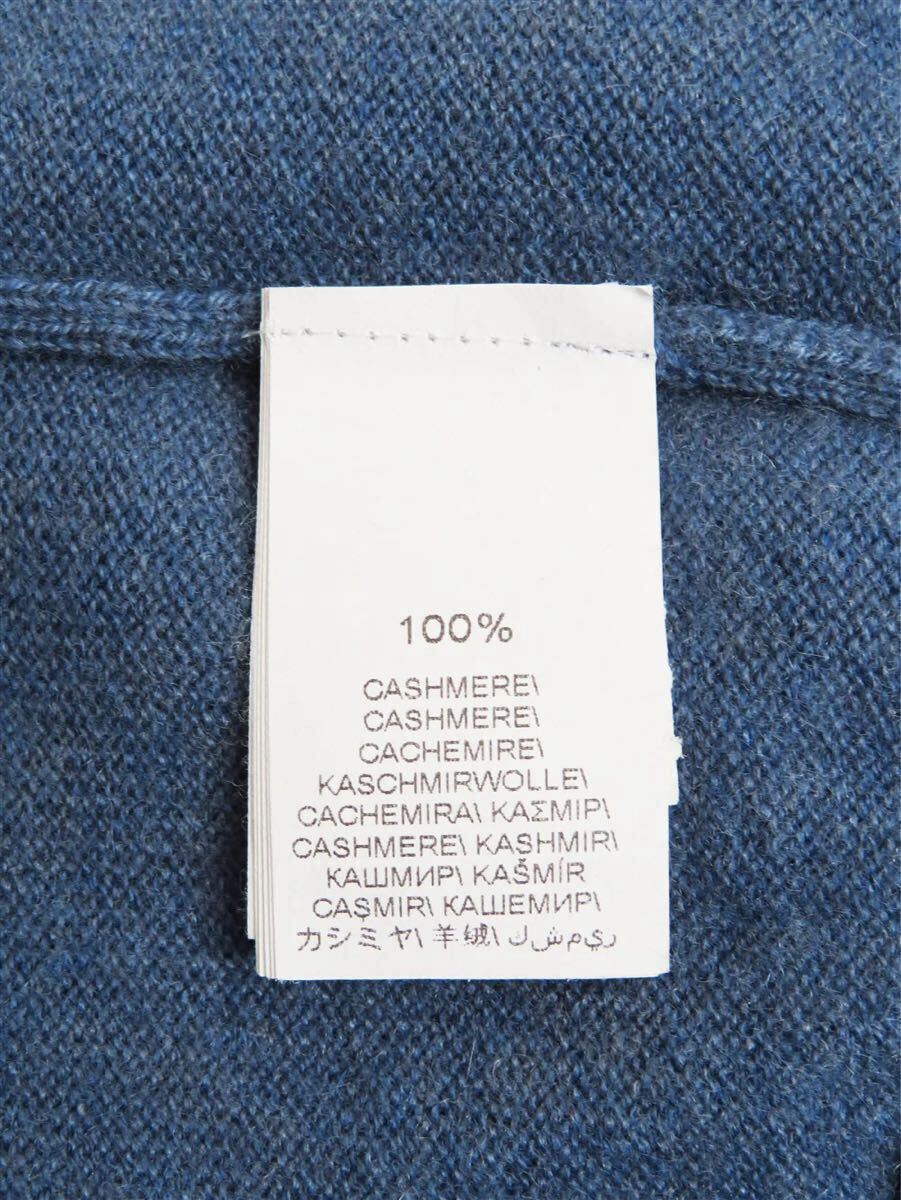 100%
CASHMERE\
CASHMERE\
CACHEMIRE\
KASCHMIRWOLLE\
CACHEMIRA\ ΚΑΣΜΙΡ\
CASHMERE\ KASHMIR\
КАШМИР\ KAŠMÍR
CAŞMIR\ КАШЕМИР\
カシミヤ\ 羊绒\ ريمشك